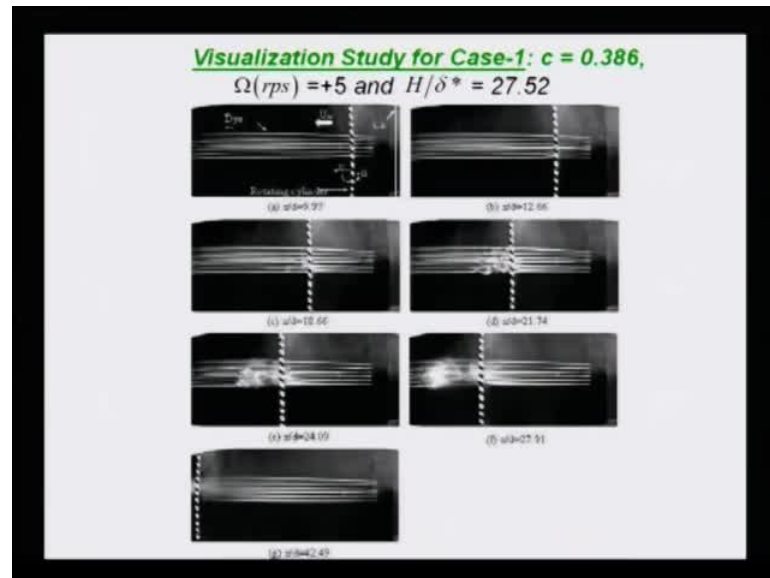 Visualization Study for Case-1: c = 0.386,
Ω(rps) =+5 and H/δ* = 27.52
Dye
Rotating cylinder
(a) x/d=9.97
(b) x/d=12.66
(c) x/d=18.66
(d) x/d=21.74
(e) x/d=24.09
(f) x/d=27.91
(g) x/d=42.49